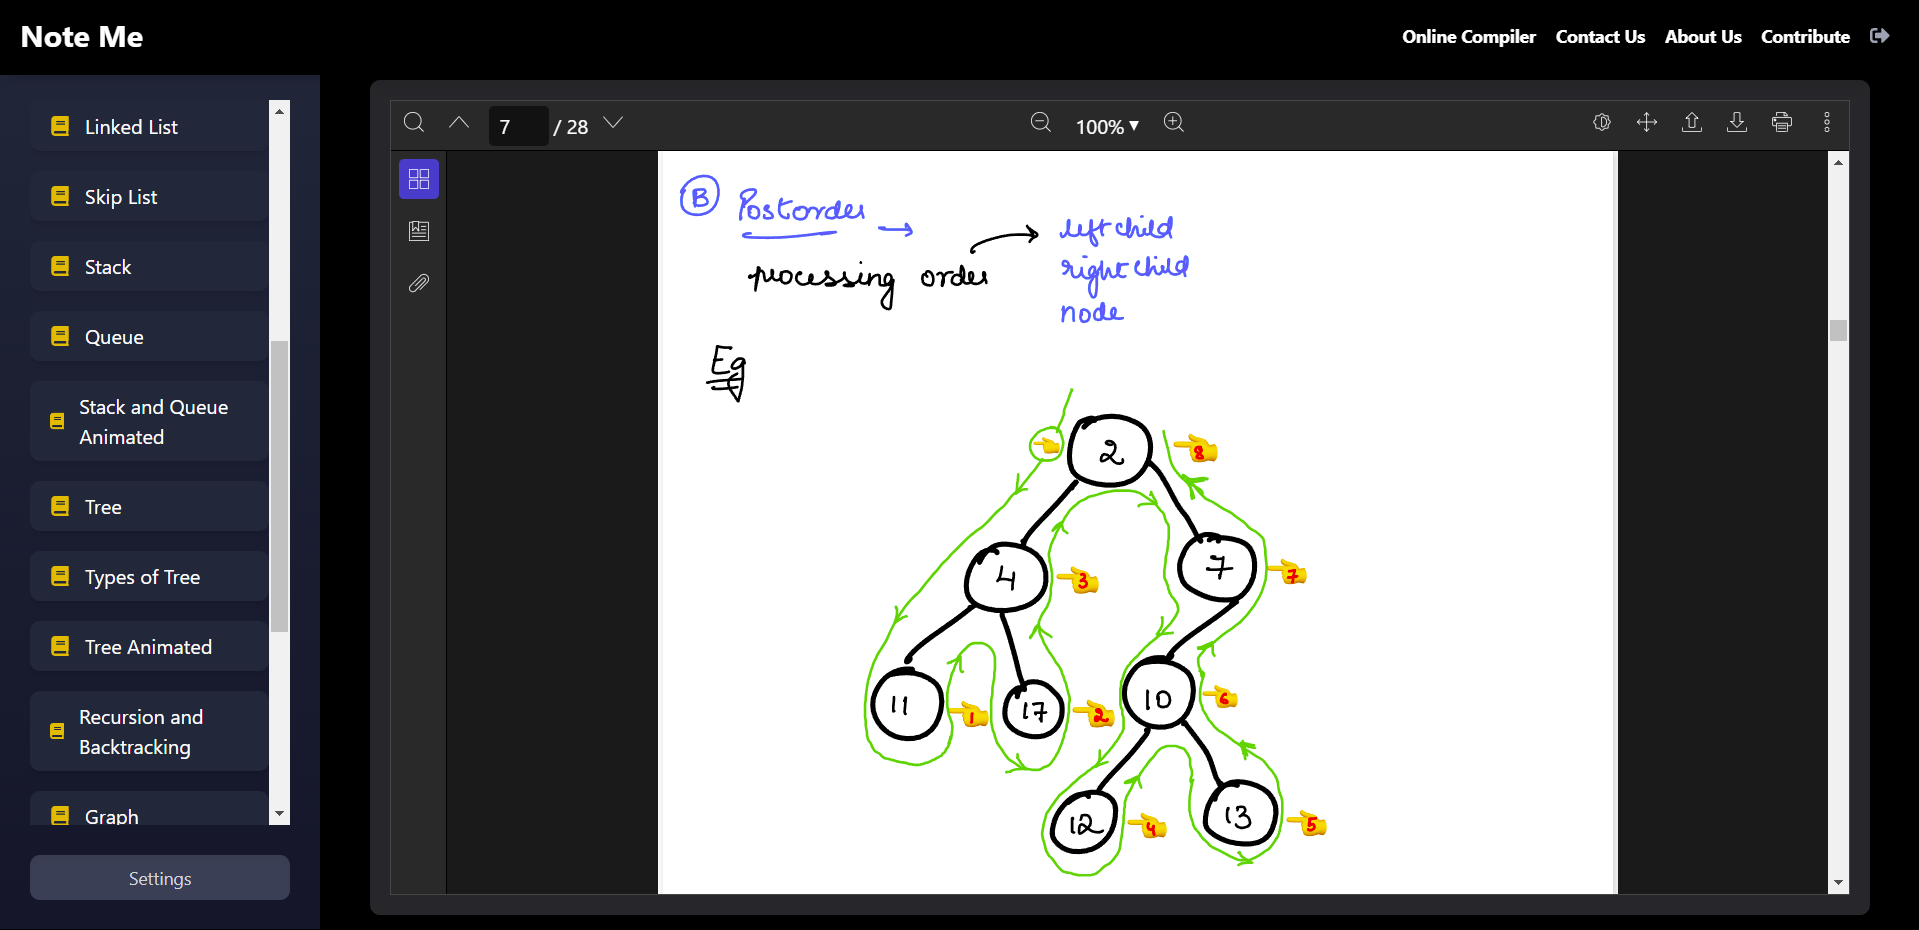 Note Me
Online Compiler Contact Us About Us Contribute
Linked List
Skip List
Stack
Queue
Stack and Queue
Animated
Tree
Types of Tree
Tree Animated
Recursion and
Backtracking
Graph
Settings
7 / 28
100%
B Postorder →
processing order
left child
right child
node
Eg
2
8
4
3
7
7
11
1
17
2
10
6
12
4
13
5